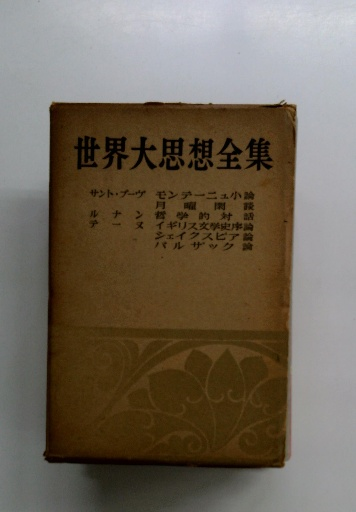 世界大思想全集
サント・ブーヴ モンテーニュ小論
月曜閑談
ルナン 哲学的対話
テーヌ イギリス文学史序論
シェイクスピア論
バルザック論